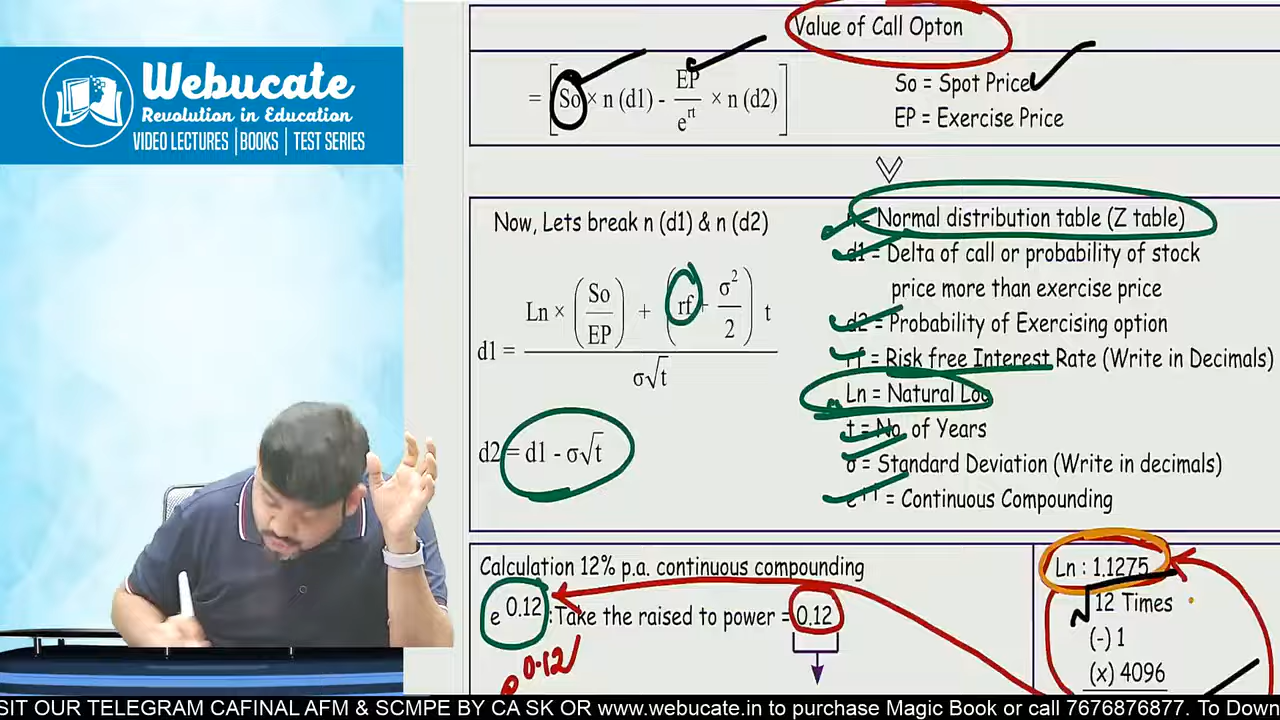 Webucate
Revolution in Education
VIDEO LECTURES | BOOKS | TEST SERIES
Value of Call Opton
= [ So × n (d1) - EP / e^rt × n (d2) ]
So = Spot Price
EP = Exercise Price
Now, Lets break n (d1) & n (d2)
d1 = Ln × (So / EP) + (rf + σ² / 2) t / σ√t
d2 = d1 - σ√t
= Normal distribution table (Z table)
d1 = Delta of call or probability of stock
price more than exercise price
d2 = Probability of Exercising option
rf = Risk free Interest Rate (Write in Decimals)
Ln = Natural Log
t = No. of Years
σ = Standard Deviation (Write in decimals)
= Continuous Compounding
Calculation 12% p.a. continuous compounding
e^0.12 : Take the raised to power = 0.12
e^0.12
Ln : 1.1275
√12 Times
(-) 1
(x) 4096
SIT OUR TELEGRAM CAFINAL AFM & SCMPE BY CA SK OR www.webucate.in to purchase Magic Book or call 7676876877. To Down